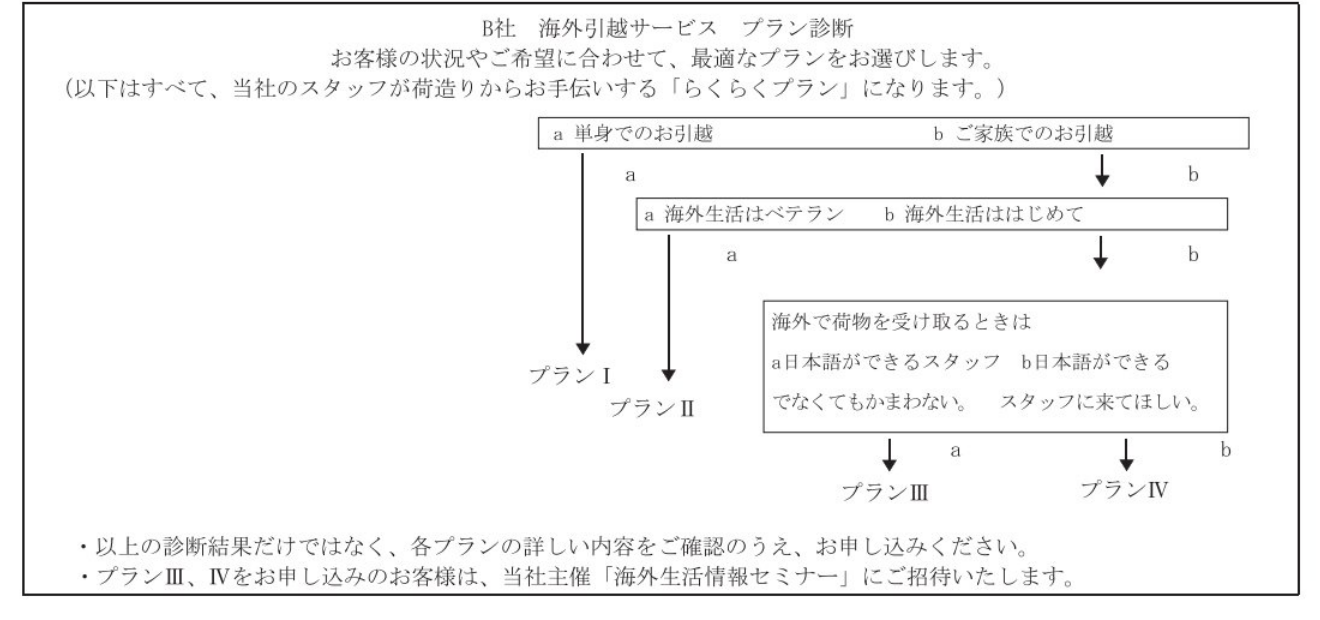 B社　海外引越サービス　プラン診断
お客様の状況やご希望に合わせて、最適なプランをお選びします。
(以下はすべて、当社のスタッフが荷造りからお手伝いする「らくらくプラン」になります。)
a 単身でのお引越　b ご家族でのお引越
a　b
a 海外生活はベテラン　b 海外生活ははじめて
a　b
海外で荷物を受け取るときは
a日本語ができるスタッフ　b日本語ができる
でなくてもかまわない。　スタッフに来てほしい。
プランⅠ
プランⅡ
a　b
プランⅢ　プランⅣ
・以上の診断結果だけではなく、各プランの詳しい内容をご確認のうえ、お申し込みください。
・プランⅢ、Ⅳをお申し込みのお客様は、当社主催「海外生活情報セミナー」にご招待いたします。